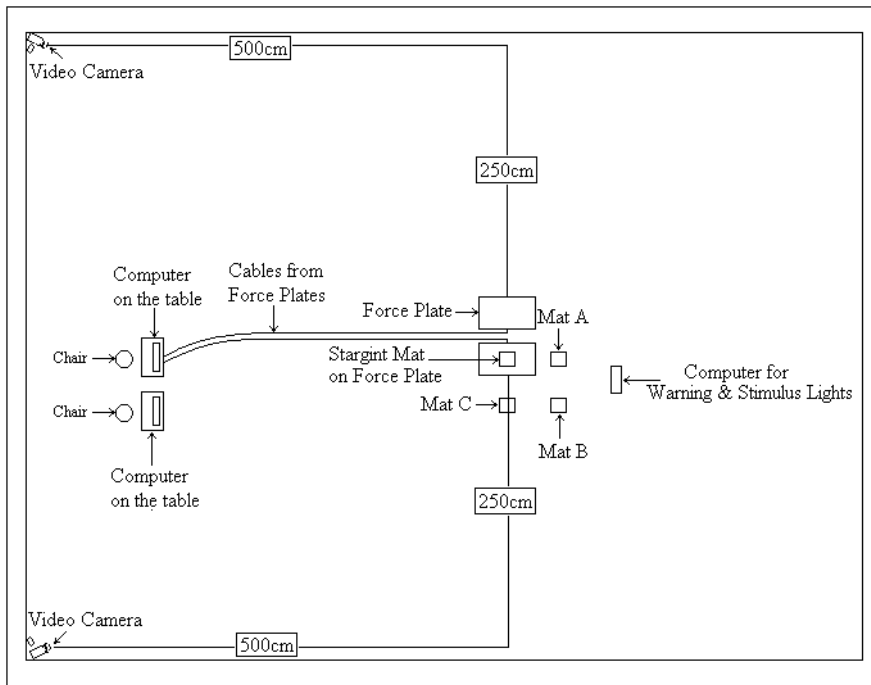 500cm
Video Camera
250cm
Computer
on the table
Cables from
Force Plates
Force Plate
Mat A
Chair
Stargint Mat
on Force Plate
Computer for
Warning & Stimulus Lights
Chair
Mat C
Mat B
Computer
on the table
250cm
Video Camera
500cm